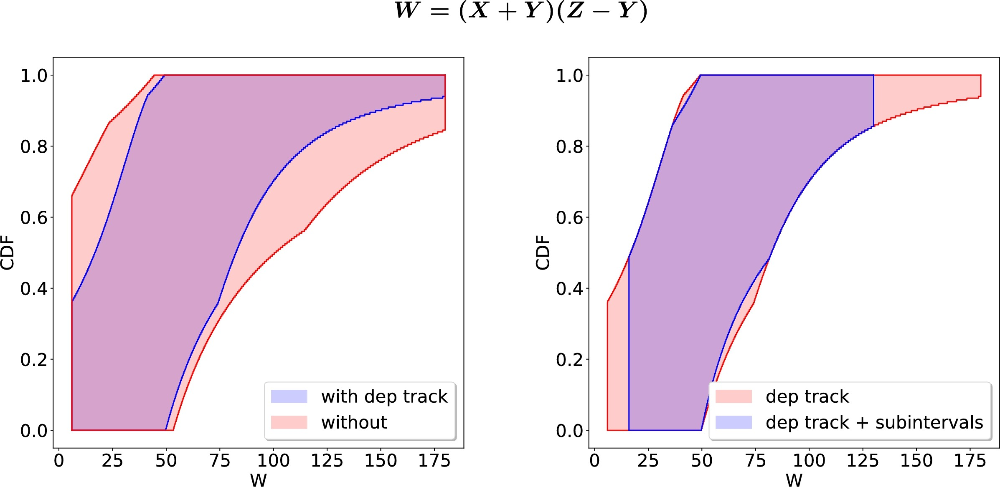 W = (X + Y)(Z − Y)
1.0
0.8
0.6
0.4
0.2
0.0
CDF
0 25 50 75 100 125 150 175
W
with dep track
without
1.0
0.8
0.6
0.4
0.2
0.0
CDF
0 25 50 75 100 125 150 175
W
dep track
dep track + subintervals